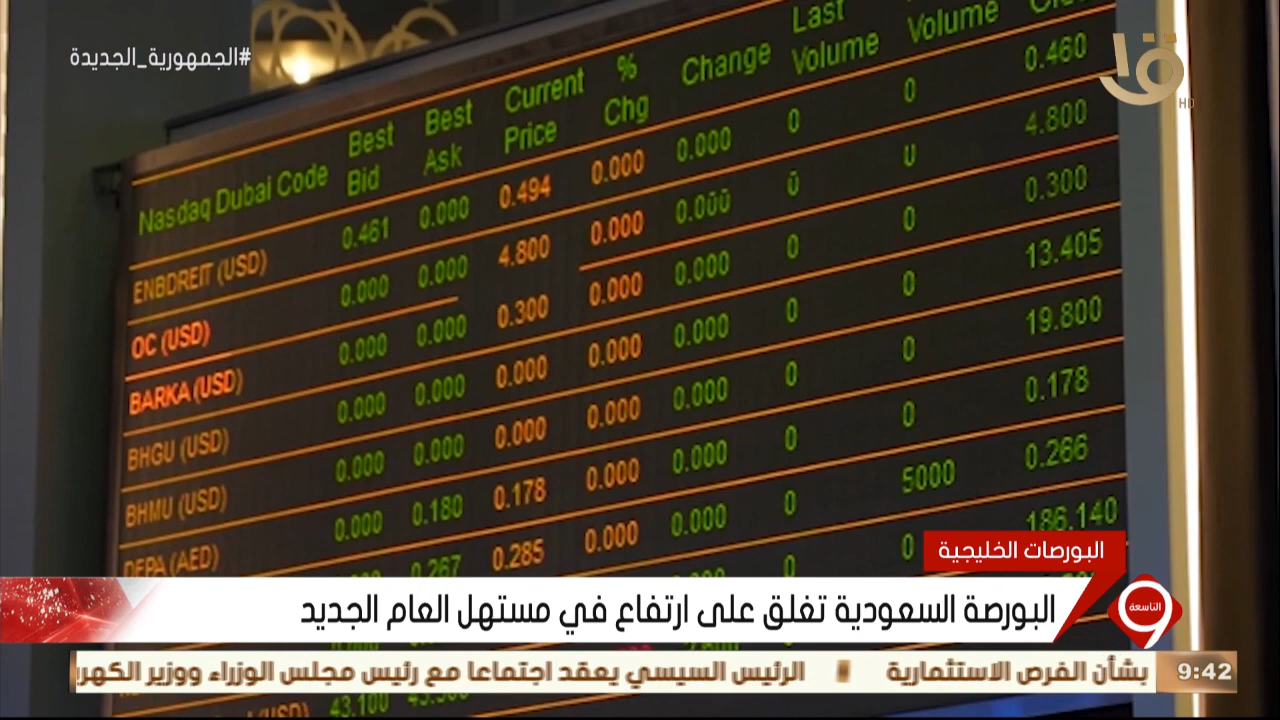 #الجمهورية_الجديدة
HD
Nasdaq Dubai Code Best Bid Best Ask Current Price % Chg Change Last Volume Volume
ENBDREIT (USD) 0.461 0.000 0.494 0.000 0.000 0 0 0.460
OC (USD) 0.000 0.000 4.800 0.000 0.000 0 0 4.800
BARKA (USD) 0.000 0.000 0.300 0.000 0.000 0 0 0.300
BHGU (USD) 0.000 0.000 0.000 0.000 0.000 0 0 13.405
BHMU (USD) 0.000 0.000 0.000 0.000 0.000 0 0 19.800
DEPA (AED) 0.000 0.180 0.178 0.000 0.000 0 0 0.178
0.267 0.285 0.000 0.000 0 5000 0.266
0 0 186.140
43.100
البورصات الخليجية
البورصة السعودية تغلق على ارتفاع في مستهل العام الجديد
التاسعة
9:42 بشأن الفرص الاستثمارية الرئيس السيسي يعقد اجتماعا مع رئيس مجلس الوزراء ووزير